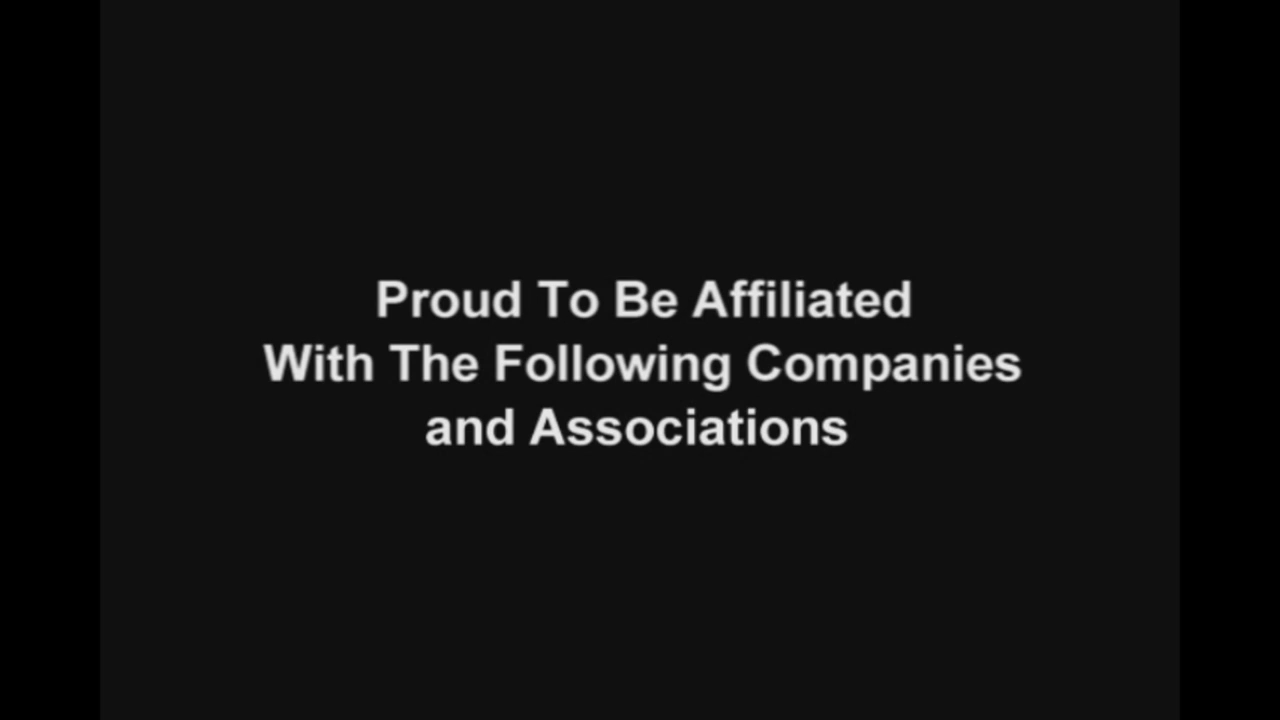 Proud To Be Affiliated
With The Following Companies
and Associations